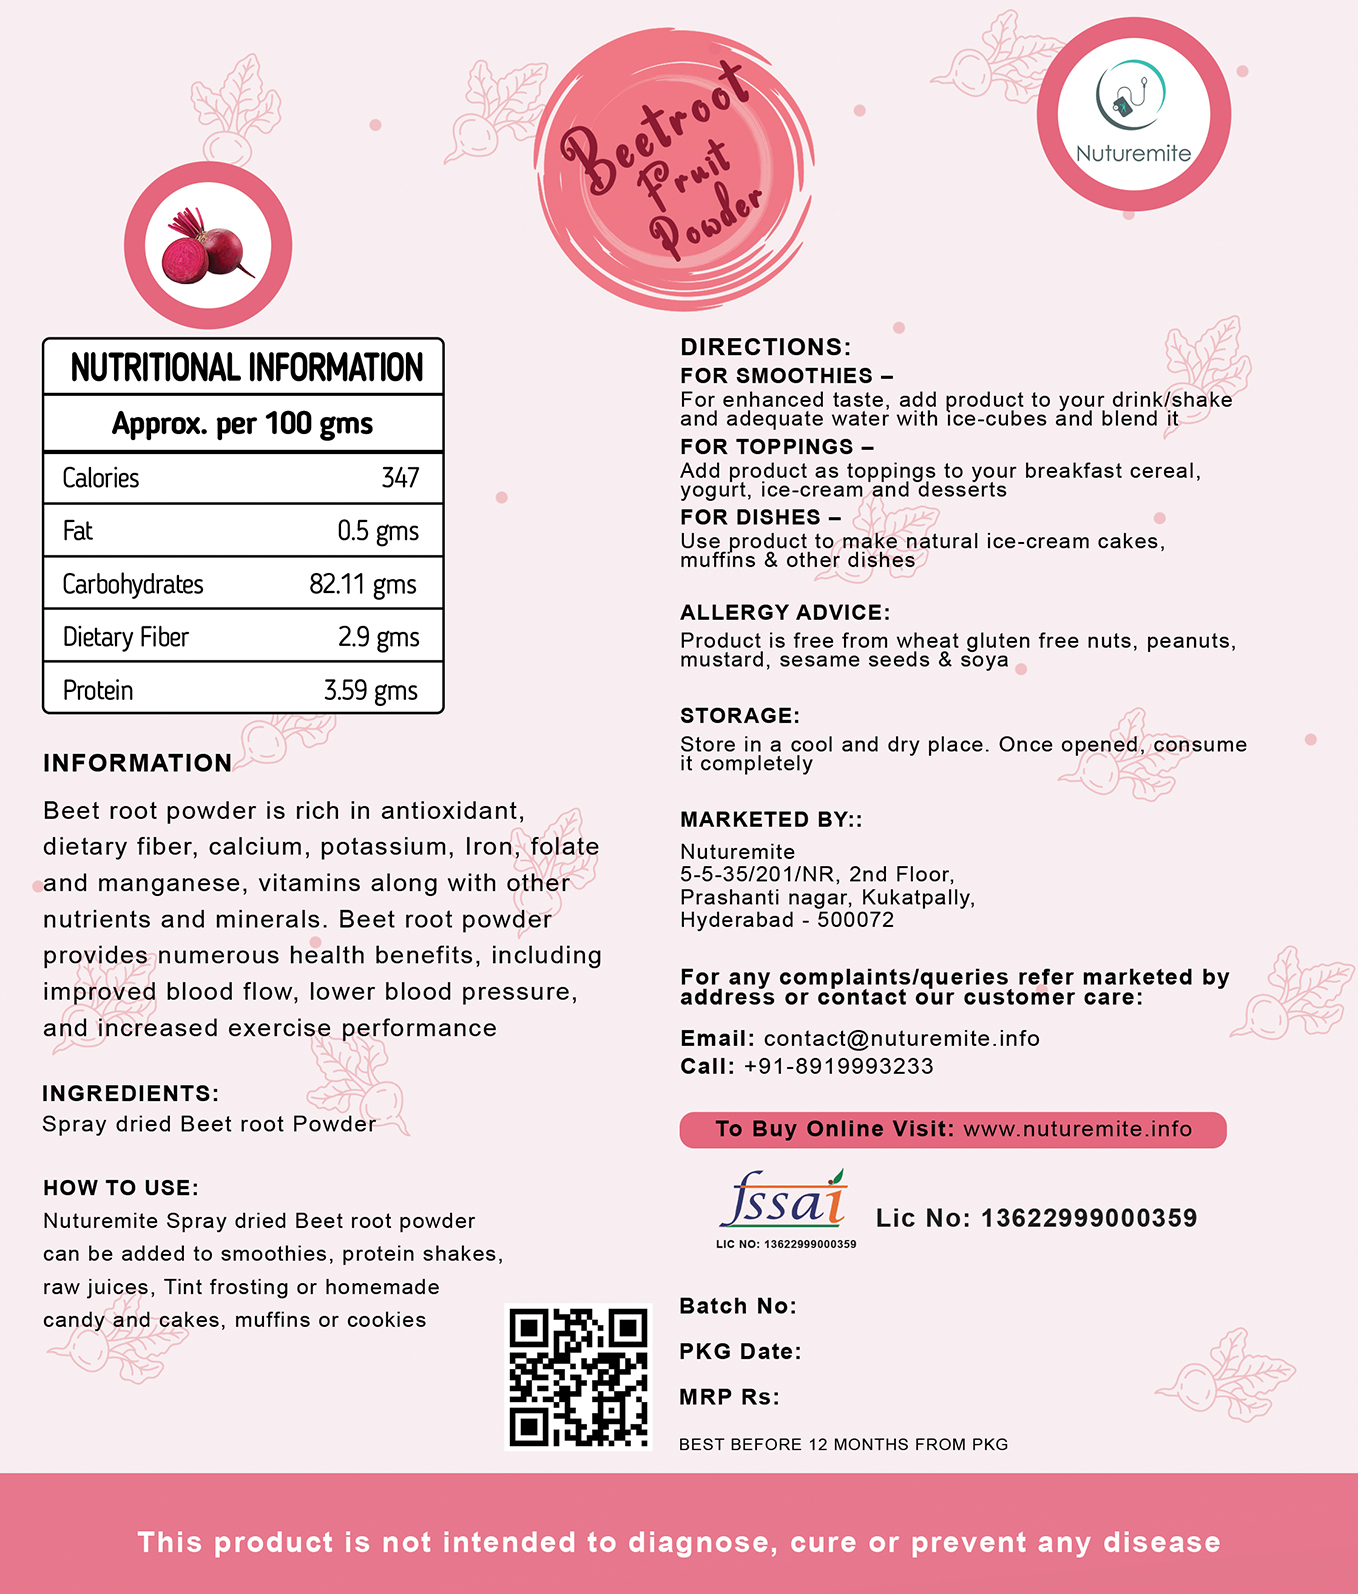 Beetroot
Fruit
Powder
Nuturemite
NUTRITIONAL INFORMATION
Approx. per 100 gms
Calories 347
Fat 0.5 gms
Carbohydrates 82.11 gms
Dietary Fiber 2.9 gms
Protein 3.59 gms
INFORMATION
Beet root powder is rich in antioxidant,
dietary fiber, calcium, potassium, Iron, folate
and manganese, vitamins along with other
nutrients and minerals. Beet root powder
provides numerous health benefits, including
improved blood flow, lower blood pressure,
and increased exercise performance
INGREDIENTS:
Spray dried Beet root Powder
HOW TO USE:
Nuturemite Spray dried Beet root powder
can be added to smoothies, protein shakes,
raw juices, Tint frosting or homemade
candy and cakes, muffins or cookies
DIRECTIONS:
FOR SMOOTHIES –
For enhanced taste, add product to your drink/shake
and adequate water with ice-cubes and blend it
FOR TOPPINGS –
Add product as toppings to your breakfast cereal,
yogurt, ice-cream and desserts
FOR DISHES –
Use product to make natural ice-cream cakes,
muffins & other dishes
ALLERGY ADVICE:
Product is free from wheat gluten free nuts, peanuts,
mustard, sesame seeds & soya
STORAGE:
Store in a cool and dry place. Once opened, consume
it completely
MARKETED BY::
Nuturemite
5-5-35/201/NR, 2nd Floor,
Prashanti nagar, Kukatpally,
Hyderabad - 500072
For any complaints/queries refer marketed by
address or contact our customer care:
Email: contact@nuturemite.info
Call: +91-8919993233
To Buy Online Visit: www.nuturemite.info
fssai
LIC NO: 13622999000359
Lic No: 13622999000359
Batch No:
PKG Date:
MRP Rs:
BEST BEFORE 12 MONTHS FROM PKG
This product is not intended to diagnose, cure or prevent any disease